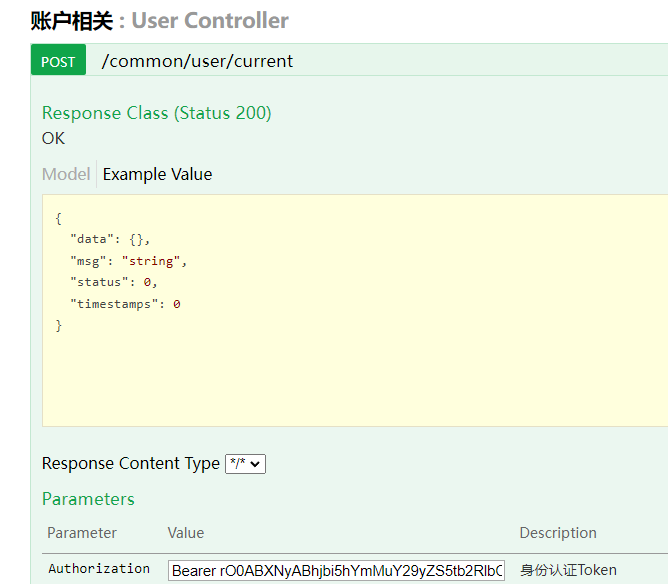 账户相关 : User Controller
POST /common/user/current
Response Class (Status 200)
OK
Model Example Value
{
"data": {},
"msg": "string",
"status": 0,
"timestamps": 0
}
Response Content Type */*
Parameters
Parameter Value Description
Authorization Bearer rO0ABXNyABhjbi5hYmMuY29yZS5tb2RlbC 身份认证Token